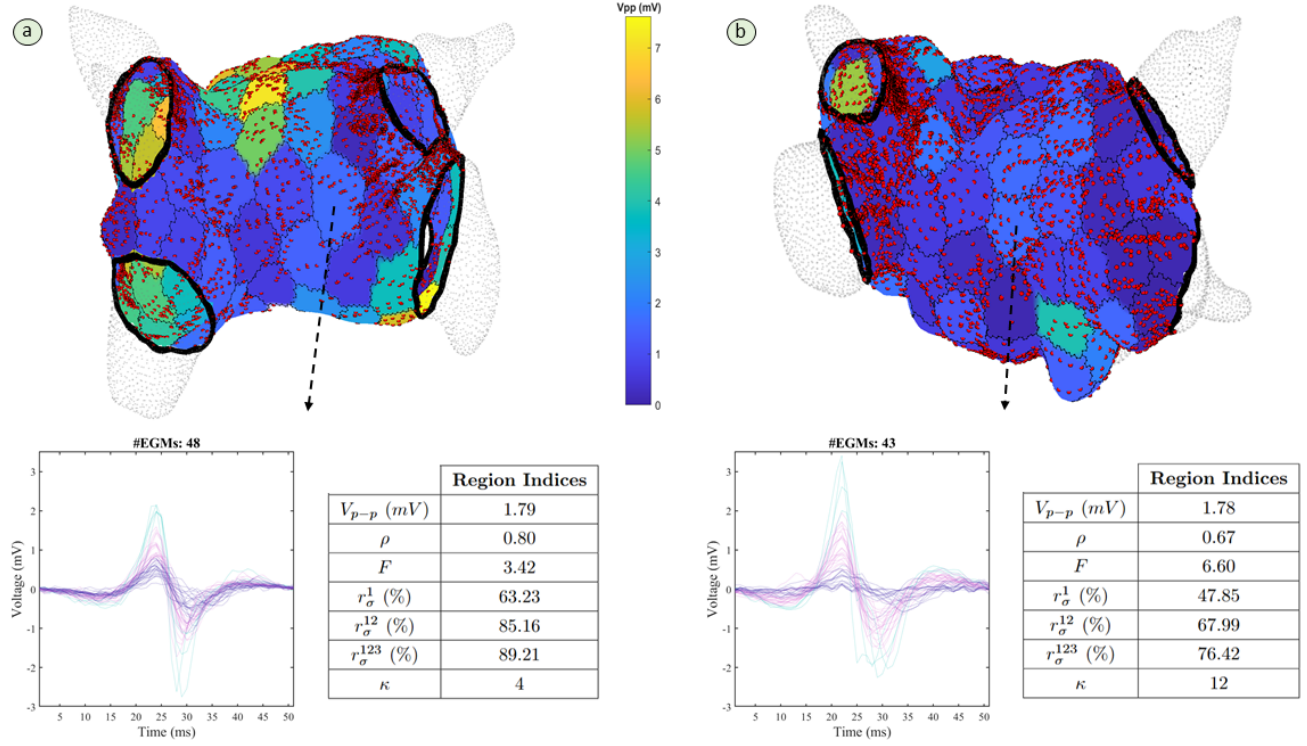 a
Vpp (mV)
7
6
5
4
3
2
1
0
b
#EGMs: 48
3
2
1
0
-1
-2
-3
Voltage (mV)
5 10 15 20 25 30 35 40 45 50
Time (ms)
Region Indices
V_{p-p} (mV) 1.79
ρ 0.80
F 3.42
r_σ^1 (%) 63.23
r_σ^{12} (%) 85.16
r_σ^{123} (%) 89.21
κ 4
#EGMs: 43
3
2
1
0
-1
-2
-3
Voltage (mV)
5 10 15 20 25 30 35 40 45 50
Time (ms)
Region Indices
V_{p-p} (mV) 1.78
ρ 0.67
F 6.60
r_σ^1 (%) 47.85
r_σ^{12} (%) 67.99
r_σ^{123} (%) 76.42
κ 12